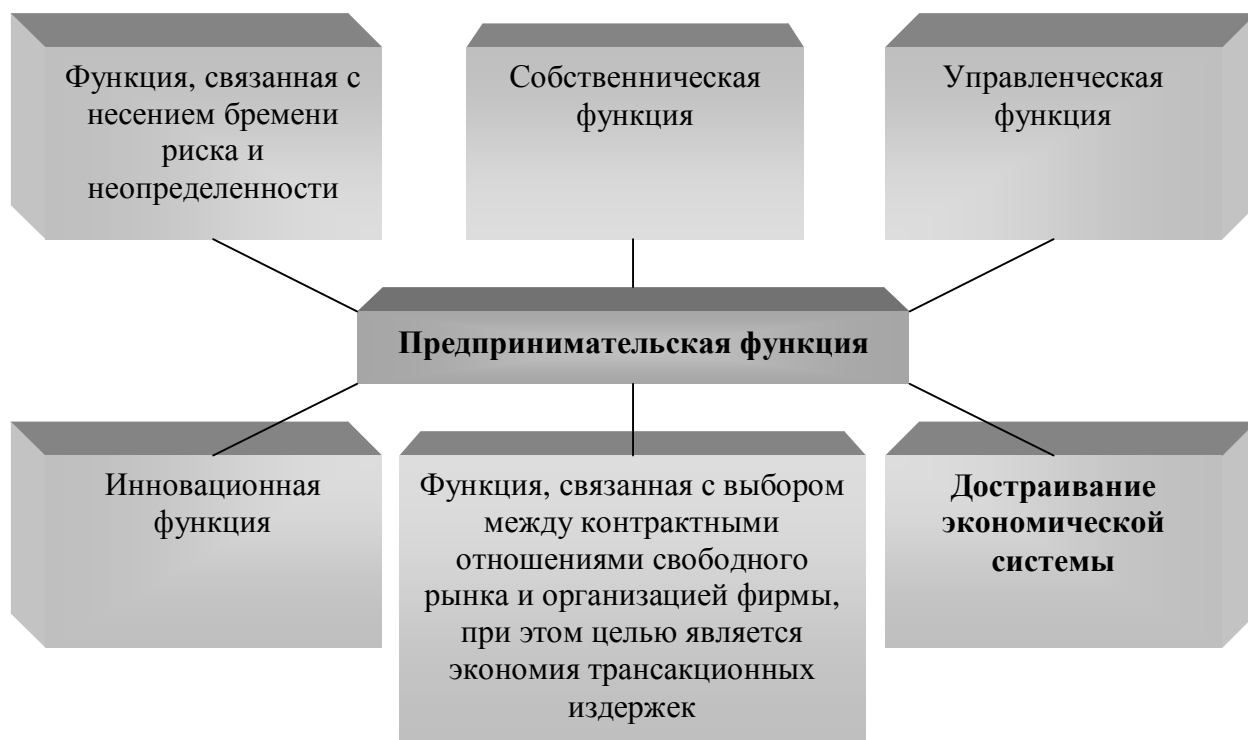 Функция, связанная с
несением бремени
риска и
неопределенности
Собственническая
функция
Управленческая
функция
Предпринимательская функция
Инновационная
функция
Функция, связанная с выбором
между контрактными
отношениями свободного
рынка и организацией фирмы,
при этом целью является
экономия трансакционных
издержек
Достраивание
экономической
системы